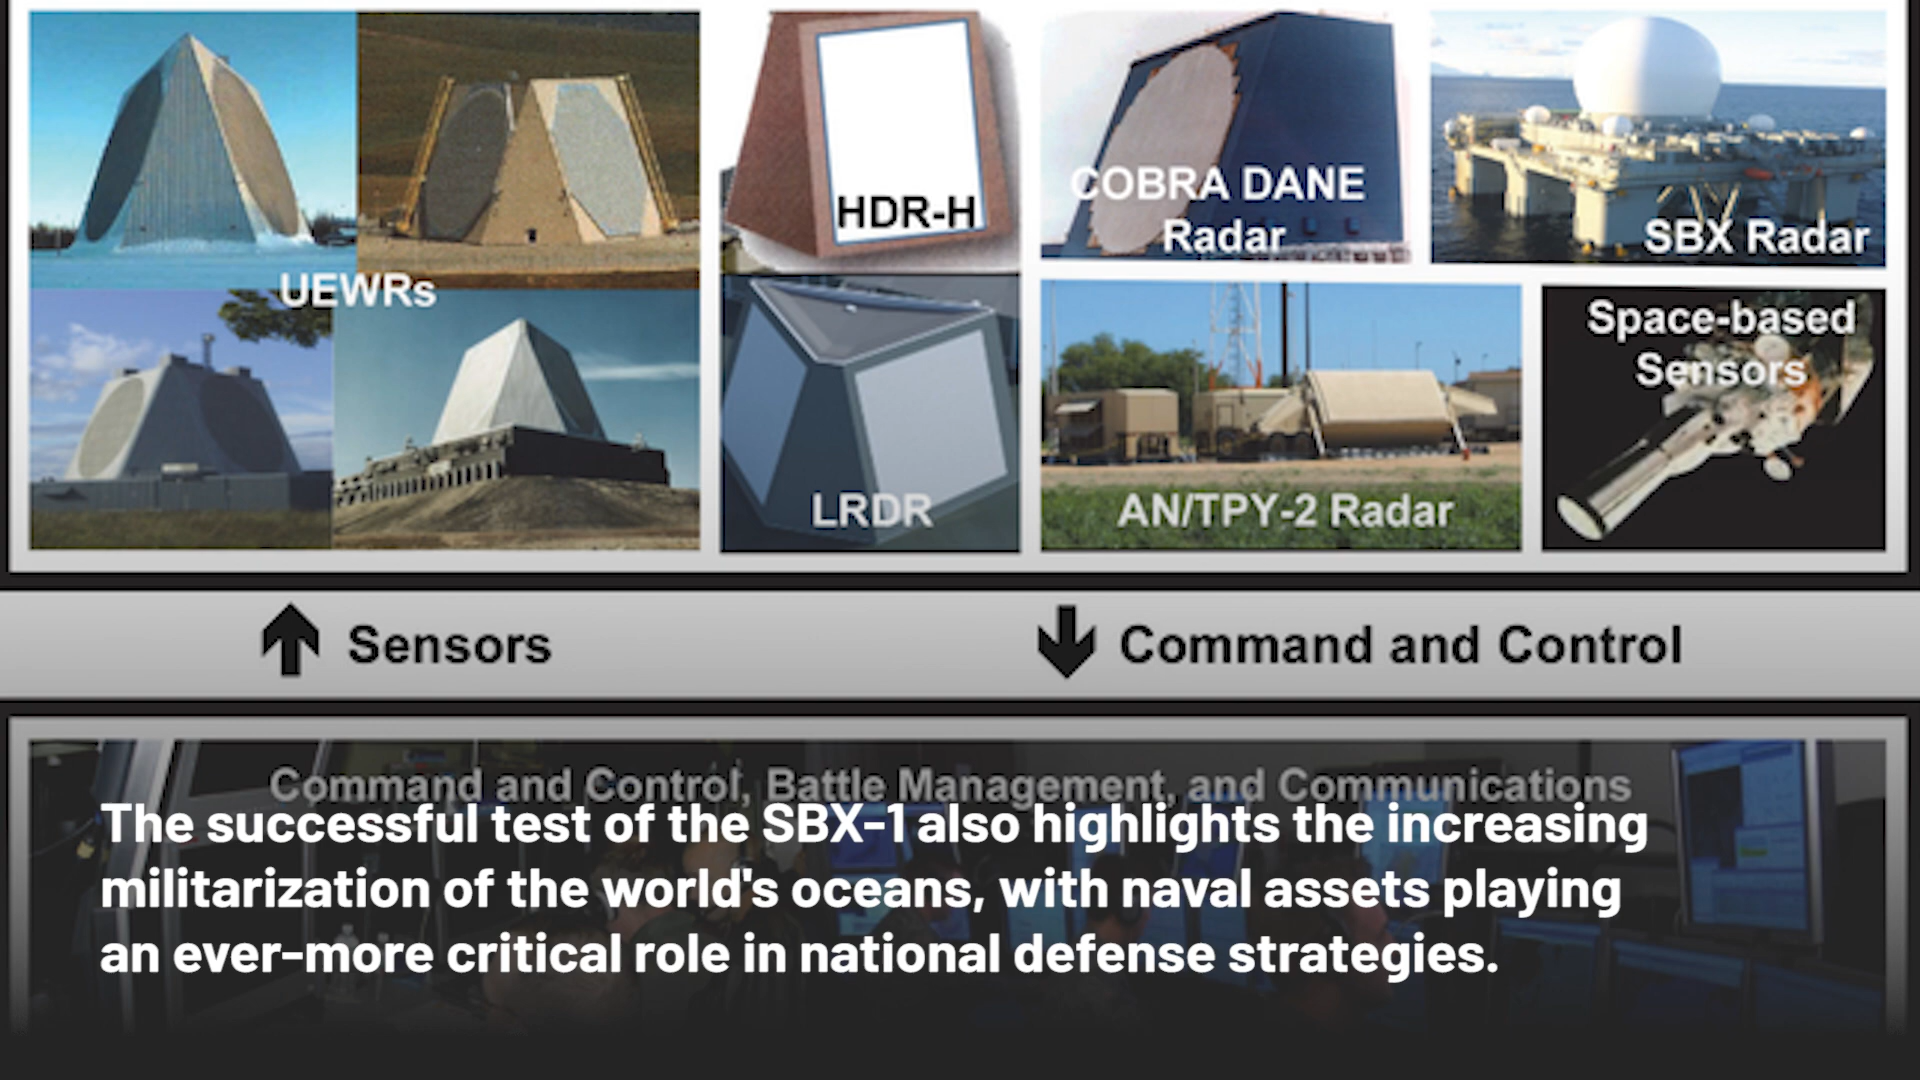 HDR-H
COBRA DANE
Radar
SBX Radar
UEWRs
Space-based
Sensors
LRDR
AN/TPY-2 Radar
Sensors
Command and Control
Command and Control, Battle Management, and Communications
The successful test of the SBX-1 also highlights the increasing
militarization of the world's oceans, with naval assets playing
an ever-more critical role in national defense strategies.